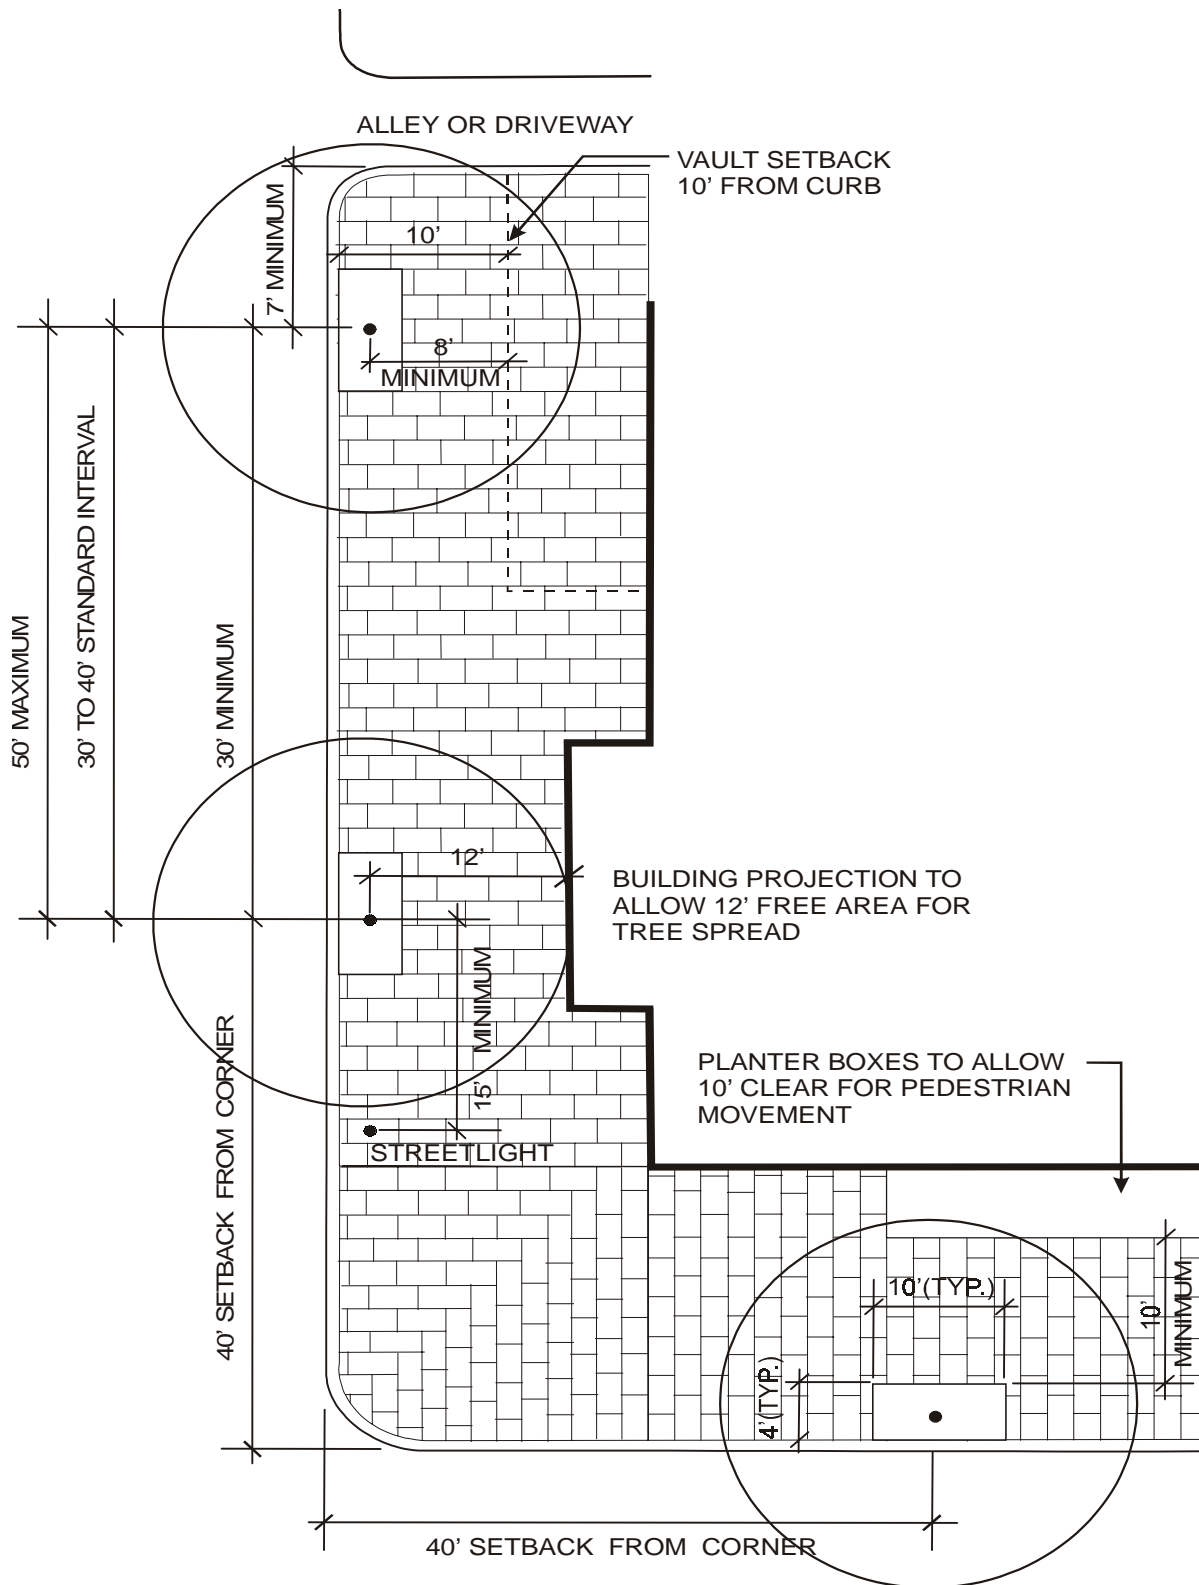 ALLEY OR DRIVEWAY
VAULT SETBACK
10' FROM CURB
7' MINIMUM
10'
8'
MINIMUM
50' MAXIMUM
30' TO 40' STANDARD INTERVAL
30' MINIMUM
12'
BUILDING PROJECTION TO
ALLOW 12' FREE AREA FOR
TREE SPREAD
15' MINIMUM
40' SETBACK FROM CORNER
PLANTER BOXES TO ALLOW
10' CLEAR FOR PEDESTRIAN
MOVEMENT
STREETLIGHT
10'(TYP.)
10'
MINIMUM
4'(TYP.)
40' SETBACK FROM CORNER